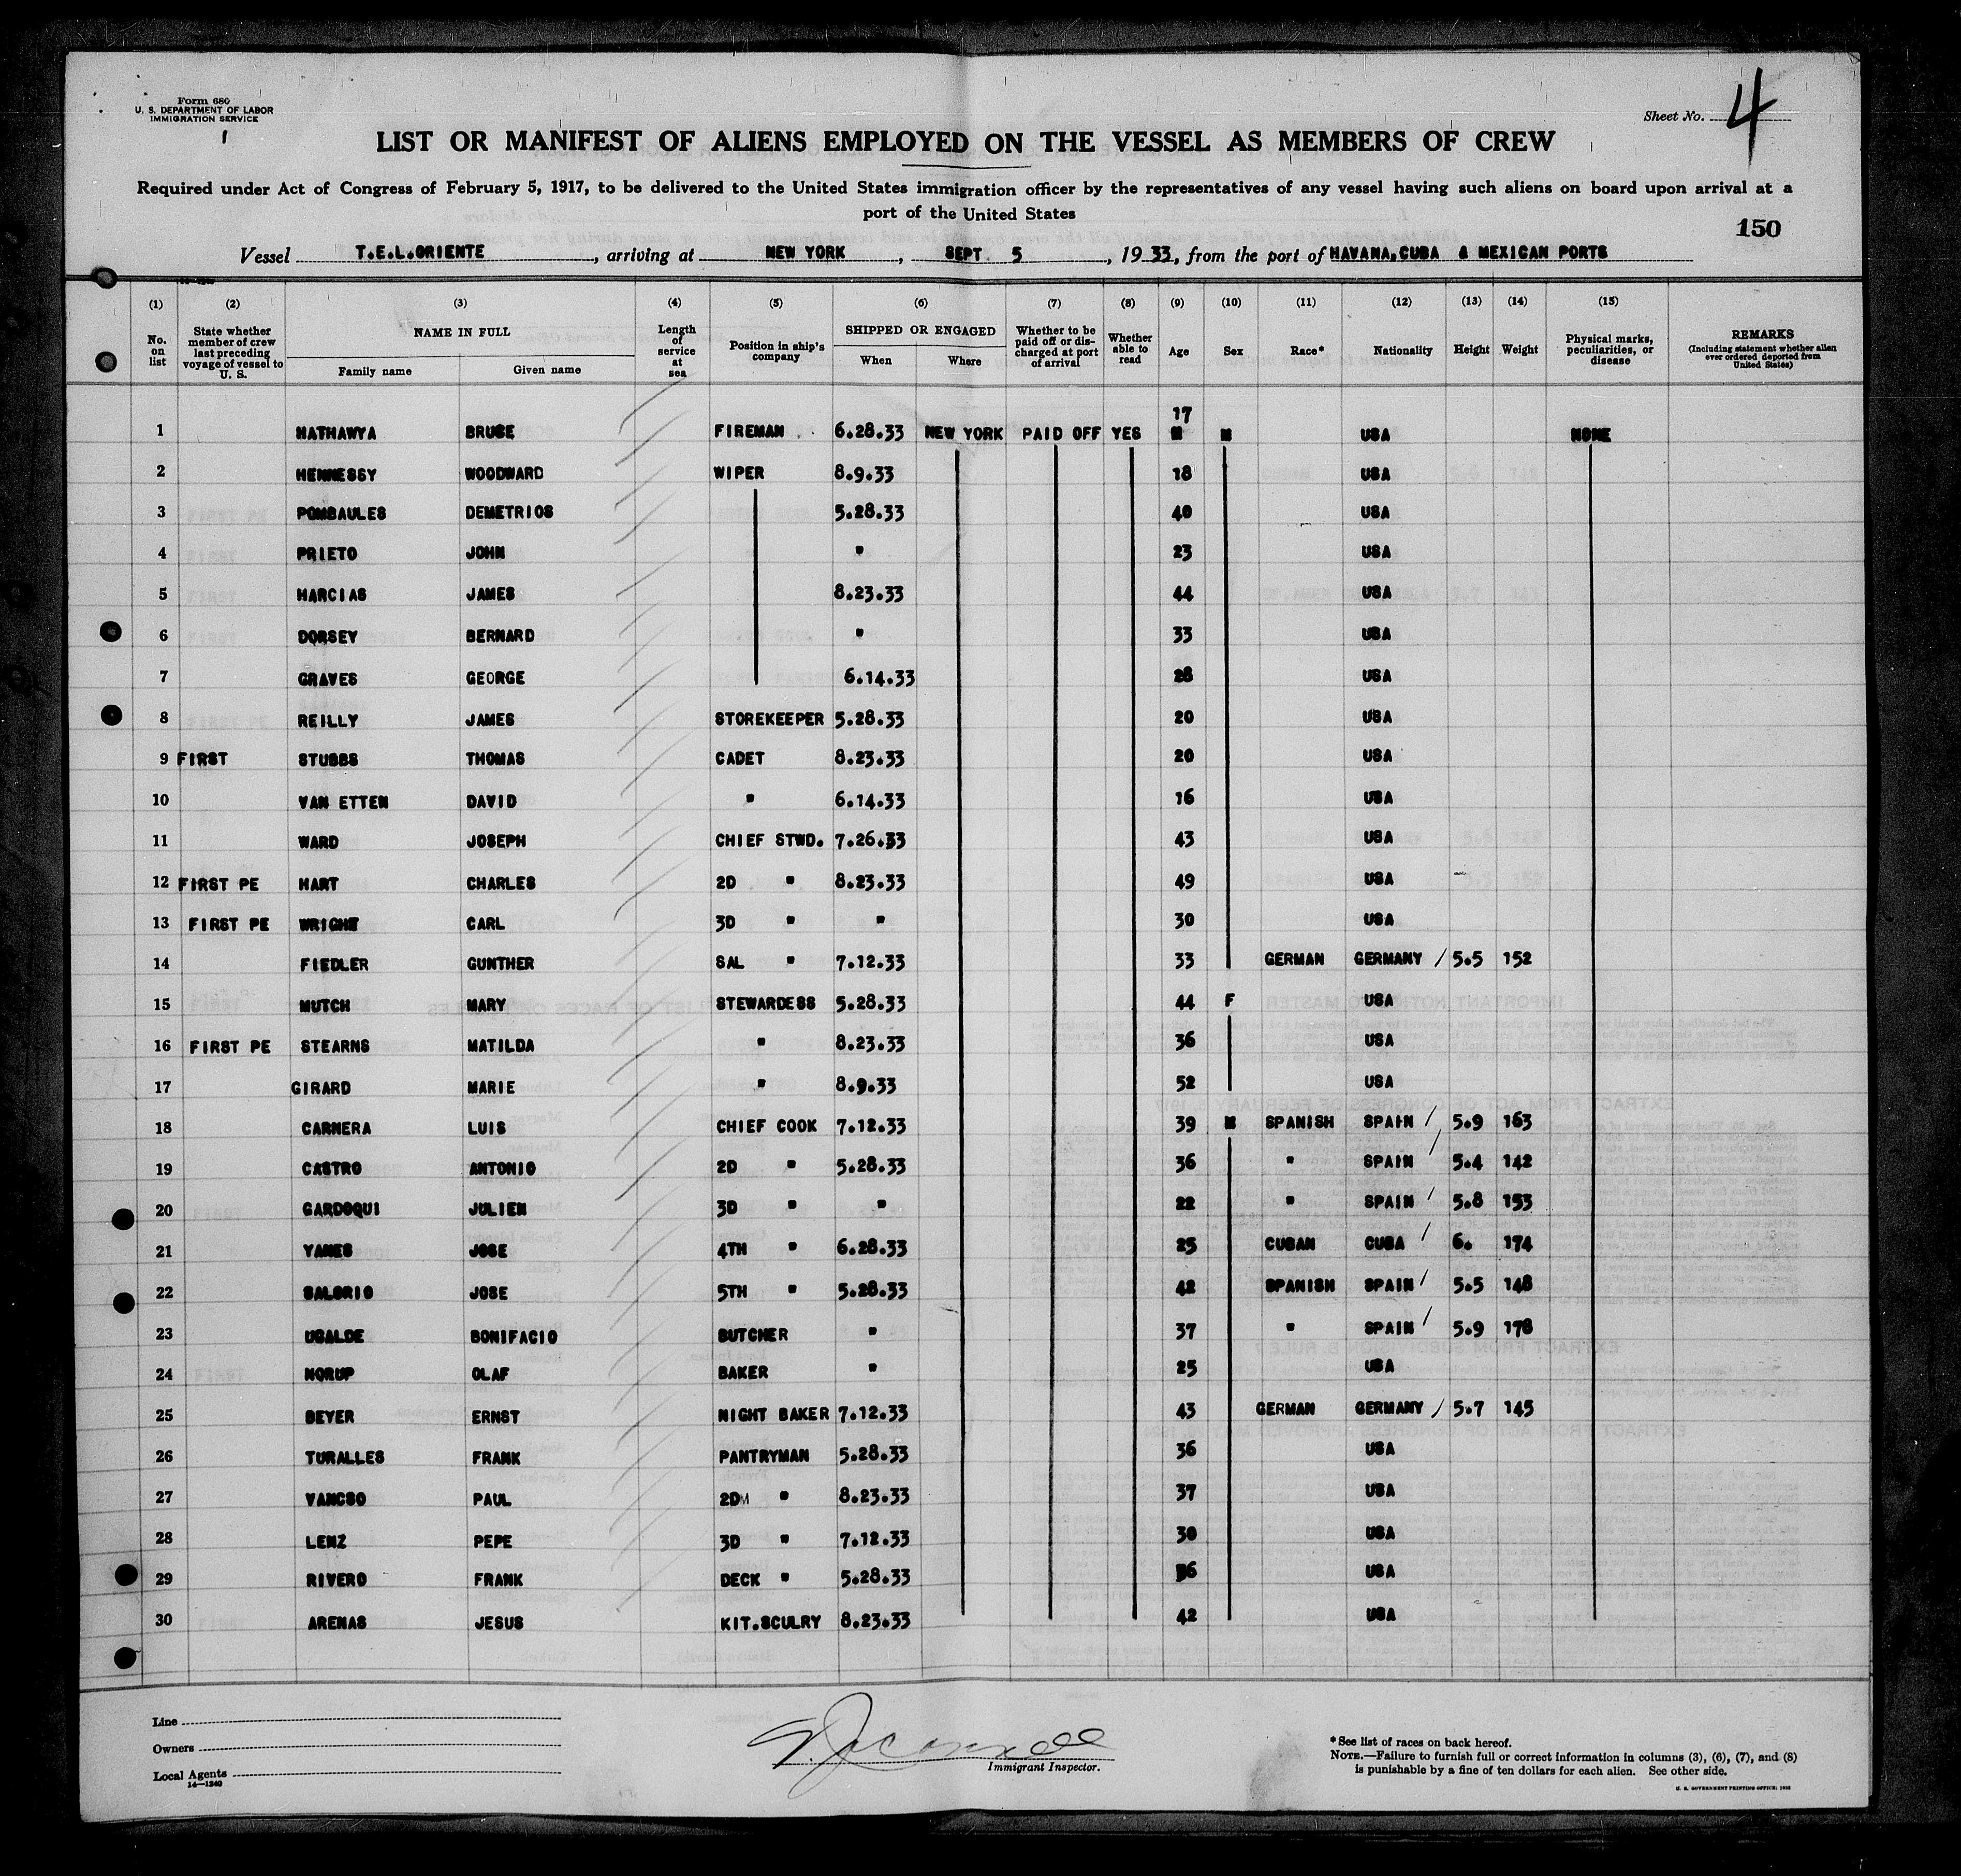 Form 680
U. S. DEPARTMENT OF LABOR
IMMIGRATION SERVICE
Sheet No. 4
LIST OR MANIFEST OF ALIENS EMPLOYED ON THE VESSEL AS MEMBERS OF CREW
Required under Act of Congress of February 5, 1917, to be delivered to the United States immigration officer by the representatives of any vessel having such aliens on board upon arrival at a
port of the United States
150
Vessel T.E.L.ORIENTE, arriving at NEW YORK, SEPT 5, 1933, from the port of HAVANA,CUBA & MEXICAN PORTS
(1) (2) (3) (4) (5) (6) (7) (8) (9) (10) (11) (12) (13) (14) (15)
No. on list
State whether member of crew last preceding voyage of vessel to U. S.
NAME IN FULL
Family name
Given name
Length of service at sea
Position in ship's company
SHIPPED OR ENGAGED
When
Where
Whether to be paid off or discharged at port of arrival
Whether able to read
Age
Sex
Race*
Nationality
Height
Weight
Physical marks, peculiarities, or disease
REMARKS
(Including statement whether alien ever ordered deported from United States)
1 HATHAWYA BRUSE FIREMAN . 6.28.33 NEW YORK PAID OFF YES 17 M USA NONE
2 HENNESSY WOODWARD WIPER 8.9.33 18 USA
3 POMBAULES DEMETRIOS 5.28.33 40 USA
4 PRIETO JOHN " 23 USA
5 HARCIAS JAMES 8.23.33 44 USA
6 DORSEY BERNARD " 33 USA
7 GRAVES GEORGE 6.14.33 28 USA
8 REILLY JAMES STOREKEEPER 5.28.33 20 USA
9 FIRST STUBBS THOMAS CADET 8.23.33 20 USA
10 VAN ETTEN DAVID " 6.14.33 16 USA
11 WARD JOSEPH CHIEF STWD. 7.26.33 43 USA
12 FIRST PE HART CHARLES 2D " 8.23.33 49 USA
13 FIRST PE WRIGHT CARL 3D " " 30 USA
14 FIEDLER GUNTHER SAL " 7.12.33 33 GERMAN GERMANY / 5.5 152
15 MUTCH MARY STEWARDESS 5.28.33 44 F USA
16 FIRST PE STEARNS MATILDA " 8.23.33 36 USA
17 GIRARD MARIE " 8.9.33 52 USA
18 CARNERA LUIS CHIEF COOK 7.12.33 39 M SPANISH SPAIN / 5.9 163
19 CASTRO ANTONIO 2D " 5.28.33 36 " SPAIN / 5.4 142
20 GARDOQUI JULIEN 3D " " 22 " SPAIN / 5.8 153
21 YANES JOSE 4TH " 6.28.33 25 CUBAN CUBA / 6. 174
22 SALORIO JOSE 5TH " 5.28.33 42 SPANISH SPAIN / 5.5 148
23 UGALDE BONIFACIO BUTCHER " 37 " SPAIN / 5.9 178
24 NORUP OLAF BAKER " 25 USA
25 BEYER ERNST NIGHT BAKER 7.12.33 43 GERMAN GERMANY / 5.7 145
26 TURALLES FRANK PANTRYMAN 5.28.33 36 USA
27 VANCSO PAUL 2D " 8.23.33 37 USA
28 LENZ PEPE 3D " 7.12.33 30 USA
29 RIVERO FRANK DECK " 5.28.33 USA
30 ARENAS JESUS KIT.SCULRY 8.23.33 42 USA
Line
Owners
Local Agents
14—1240
Immigrant Inspector.
*See list of races on back hereof.
NOTE.—Failure to furnish full or correct information in columns (3), (6), (7), and (8)
is punishable by a fine of ten dollars for each alien. See other side.